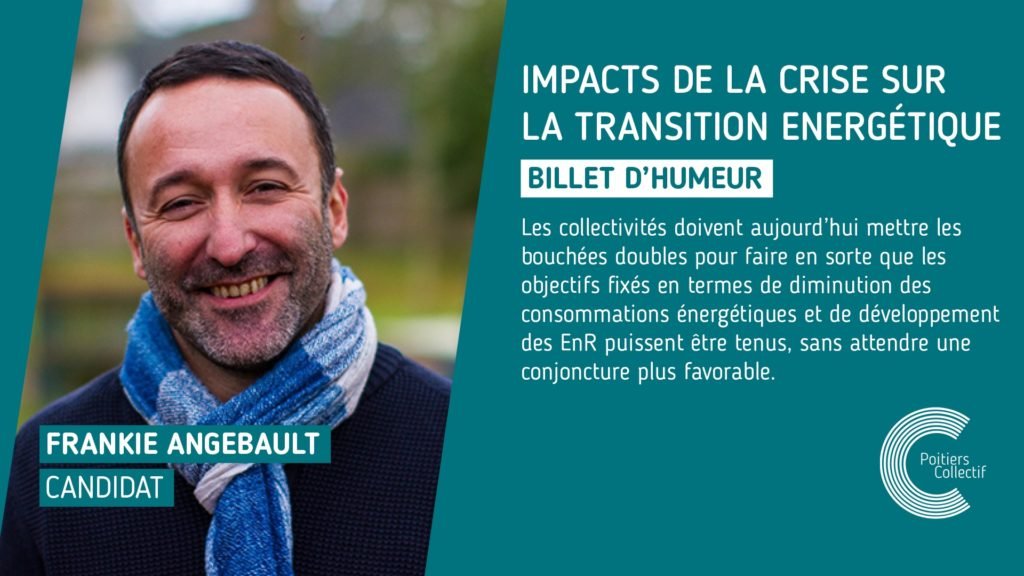 IMPACTS DE LA CRISE SUR
LA TRANSITION ENERGÉTIQUE
BILLET D'HUMEUR
Les collectivités doivent aujourd'hui mettre les
bouchées doubles pour faire en sorte que les
objectifs fixés en termes de diminution des
consommations énergétiques et de développement
des EnR puissent être tenus, sans attendre une
conjoncture plus favorable.
FRANKIE ANGEBAULT
CANDIDAT
Poitiers
Collectif